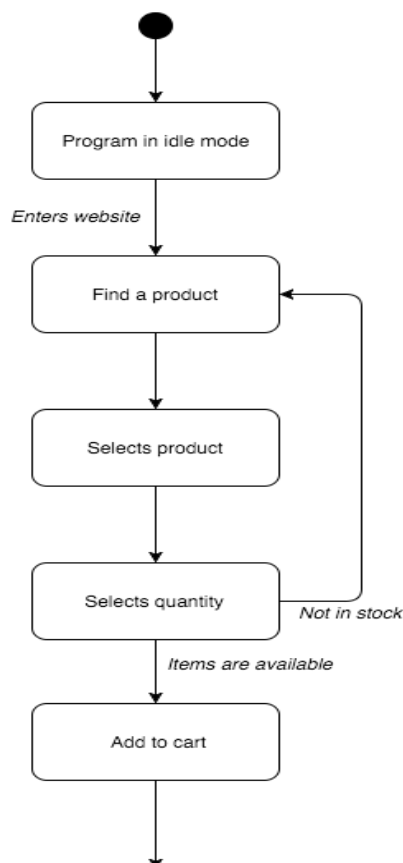 Program in idle mode
Enters website
Find a product
Selects product
Selects quantity
Not in stock
Items are available
Add to cart